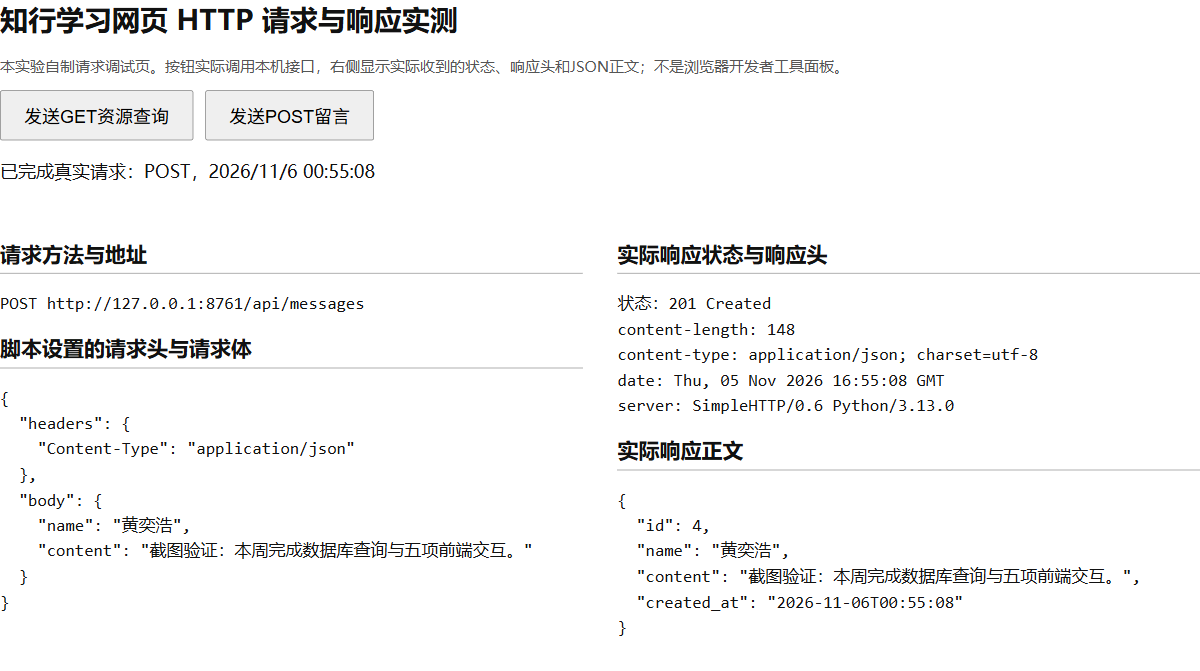 知行学习网页 HTTP 请求与响应实测
本实验自制请求调试页。按钮实际调用本机接口，右侧显示实际收到的状态、响应头和JSON正文；不是浏览器开发者工具面板。
发送GET资源查询
发送POST留言
已完成真实请求：POST，2026/11/6 00:55:08
请求方法与地址
POST http://127.0.0.1:8761/api/messages
脚本设置的请求头与请求体
{
  "headers": {
    "Content-Type": "application/json"
  },
  "body": {
    "name": "黄奕浩",
    "content": "截图验证：本周完成数据库查询与五项前端交互。"
  }
}
实际响应状态与响应头
状态：201 Created
content-length: 148
content-type: application/json; charset=utf-8
date: Thu, 05 Nov 2026 16:55:08 GMT
server: SimpleHTTP/0.6 Python/3.13.0
实际响应正文
{
  "id": 4,
  "name": "黄奕浩",
  "content": "截图验证：本周完成数据库查询与五项前端交互。",
  "created_at": "2026-11-06T00:55:08"
}